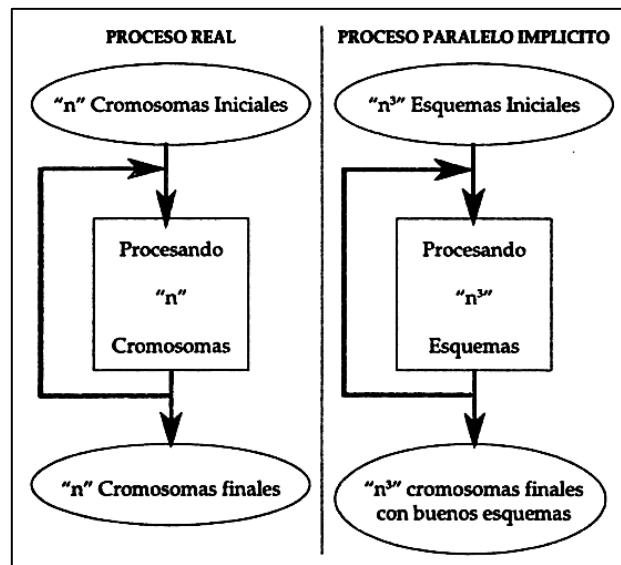 PROCESO REAL
"n" Cromosomas Iniciales
Procesando
"n"
Cromosomas
"n" Cromosomas finales
PROCESO PARALELO IMPLICITO
"n³" Esquemas Iniciales
Procesando
"n³"
Esquemas
"n³" cromosomas finales
con buenos esquemas